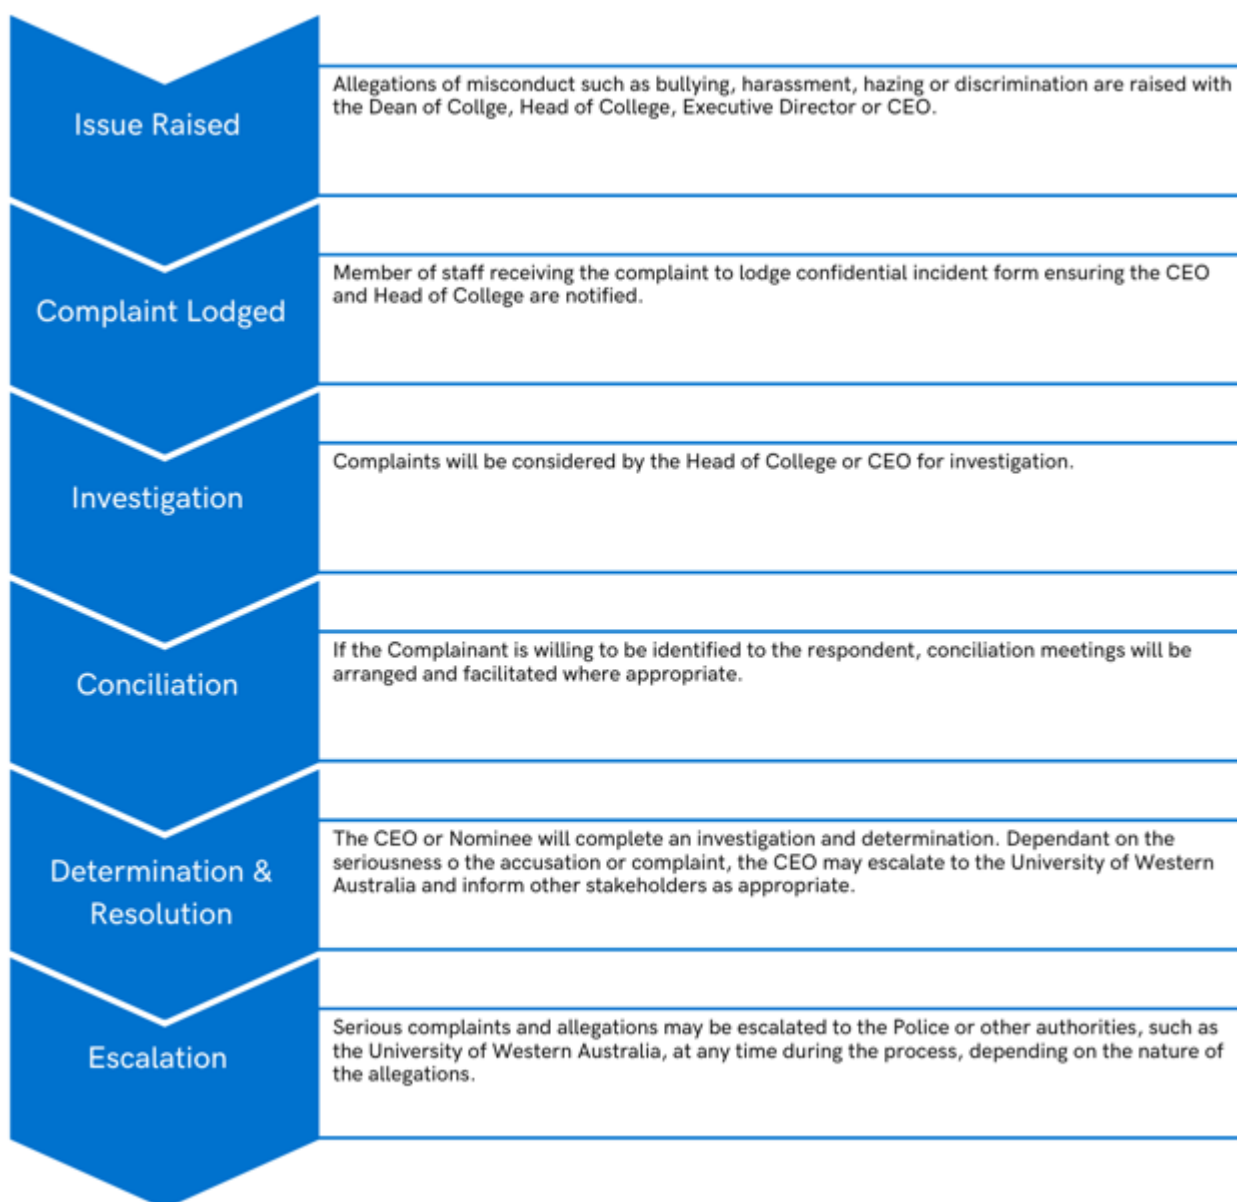 Issue Raised
Allegations of misconduct such as bullying, harassment, hazing or discrimination are raised with
the Dean of Collge, Head of College, Executive Director or CEO.
Complaint Lodged
Member of staff receiving the complaint to lodge confidential incident form ensuring the CEO
and Head of College are notified.
Investigation
Complaints will be considered by the Head of College or CEO for investigation.
Conciliation
If the Complainant is willing to be identified to the respondent, conciliation meetings will be
arranged and facilitated where appropriate.
Determination &
Resolution
The CEO or Nominee will complete an investigation and determination. Dependant on the
seriousness o the accusation or complaint, the CEO may escalate to the University of Western
Australia and inform other stakeholders as appropriate.
Escalation
Serious complaints and allegations may be escalated to the Police or other authorities, such as
the University of Western Australia, at any time during the process, depending on the nature of
the allegations.